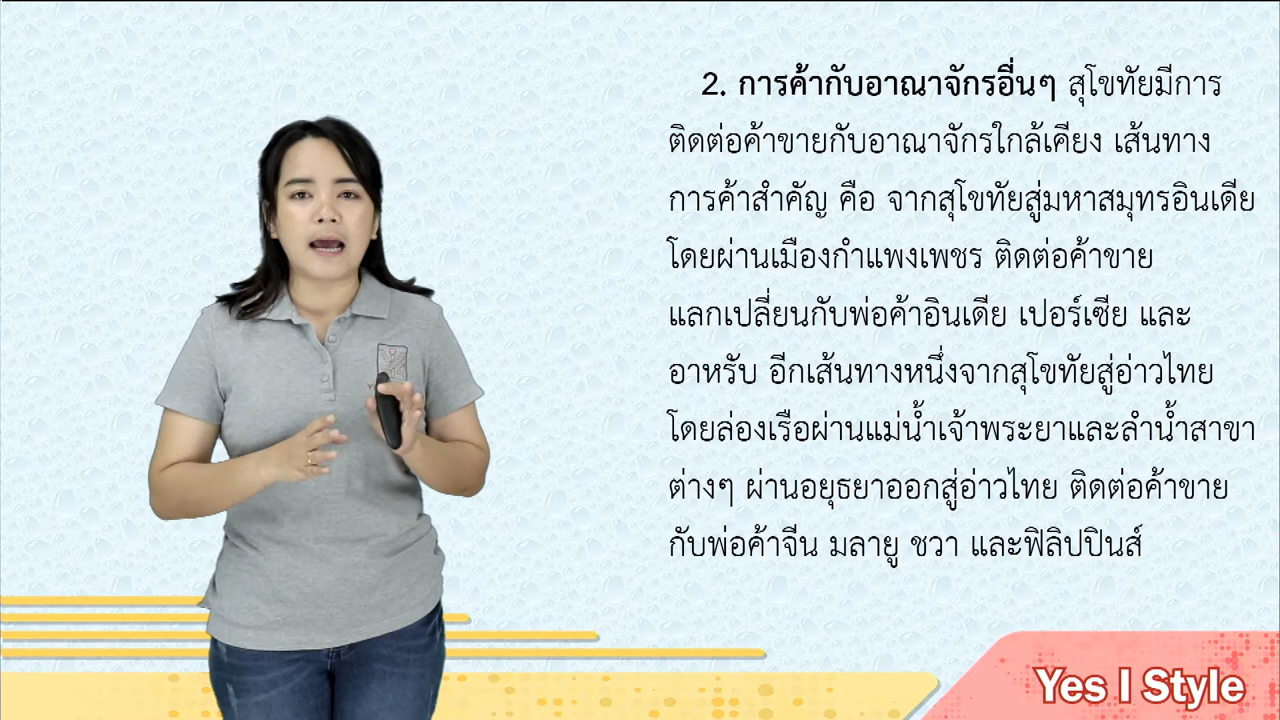 2. การค้ากับอาณาจักรอื่นๆ สุโขทัยมีการ
ติดต่อค้าขายกับอาณาจักรใกล้เคียง เส้นทาง
การค้าสำคัญ คือ จากสุโขทัยสู่มหาสมุทรอินเดีย
โดยผ่านเมืองกำแพงเพชร ติดต่อค้าขาย
แลกเปลี่ยนกับพ่อค้าอินเดีย เปอร์เซีย และ
อาหรับ อีกเส้นทางหนึ่งจากสุโขทัยสู่อ่าวไทย
โดยล่องเรือผ่านแม่น้ำเจ้าพระยาและลำน้ำสาขา
ต่างๆ ผ่านอยุธยาออกสู่อ่าวไทย ติดต่อค้าขาย
กับพ่อค้าจีน มลายู ชวา และฟิลิปปินส์
Yes I Style